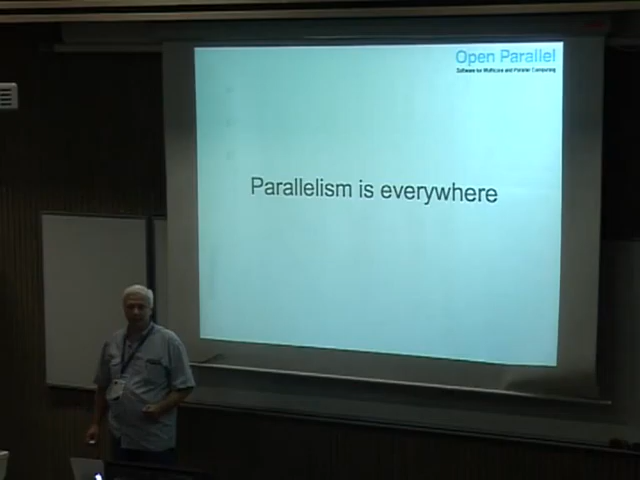 Open Parallel
Software for Multicore and Parallel Computing
Parallelism is everywhere